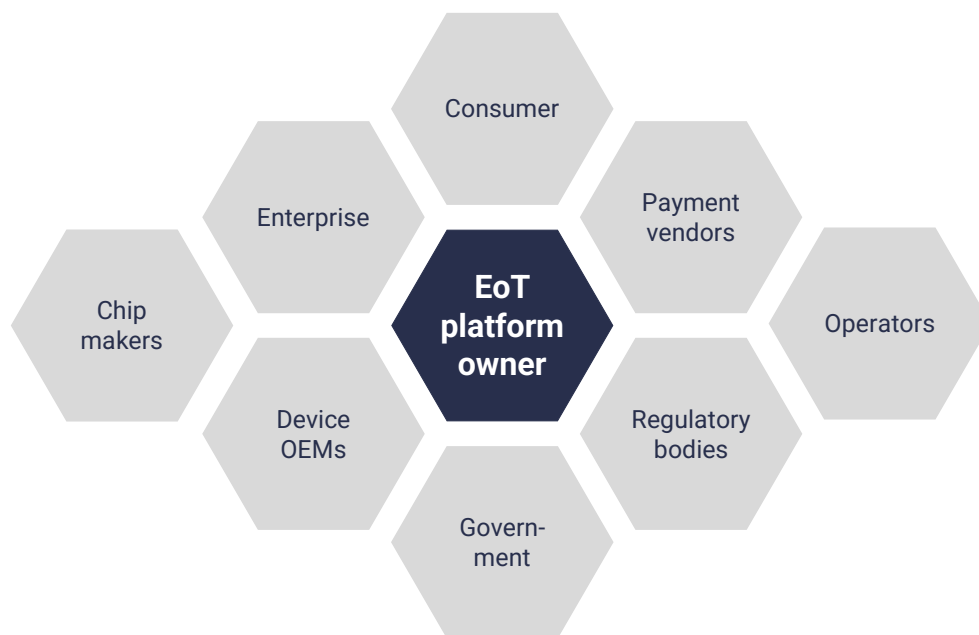 Consumer
Enterprise
Payment
vendors
Chip
makers
EoT
platform
owner
Operators
Device
OEMs
Regulatory
bodies
Govern-
ment